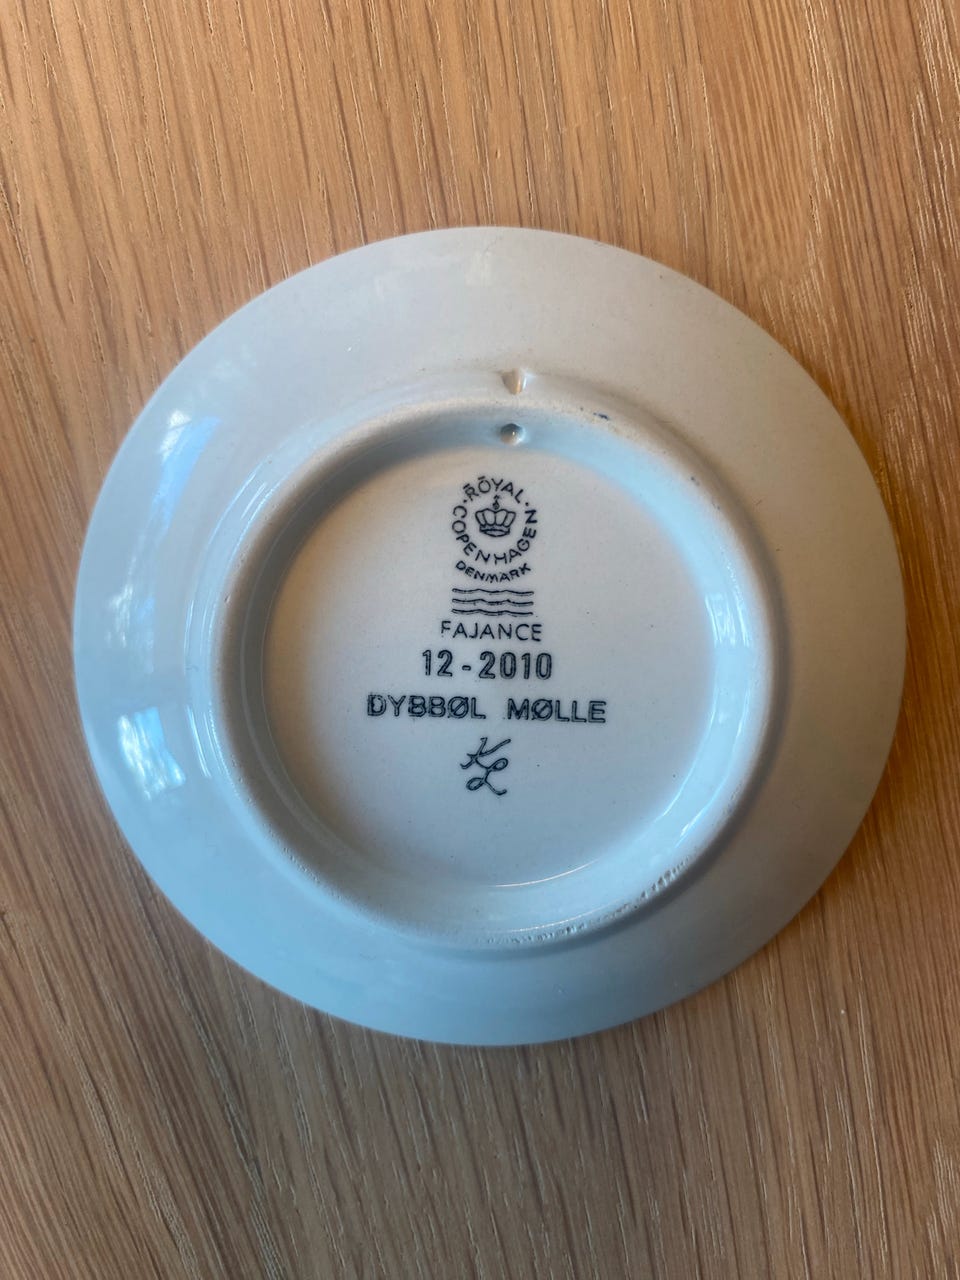 ROYAL COPENHAGEN
DENMARK
FAJANCE
12-2010
DYBBØL MØLLE
KL